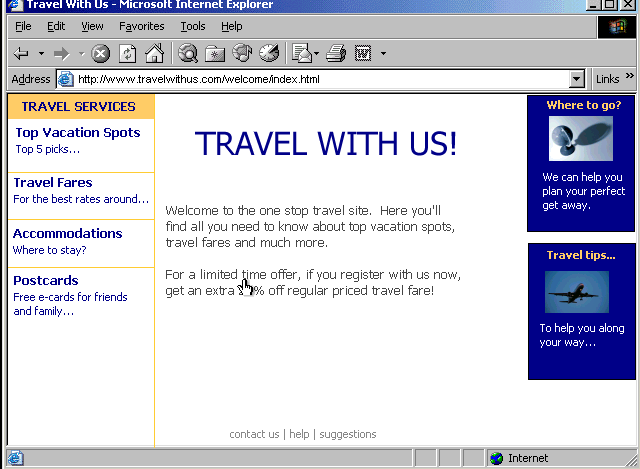 Travel With Us - Microsoft Internet Explorer
File Edit View Favorites Tools Help
Address http://www.travelwithus.com/welcome/index.html Links »
TRAVEL SERVICES
Top Vacation Spots
Top 5 picks...
Travel Fares
For the best rates around...
Accommodations
Where to stay?
Postcards
Free e-cards for friends
and family...
TRAVEL WITH US!
Welcome to the one stop travel site. Here you'll
find all you need to know about top vacation spots,
travel fares and much more.
For a limited time offer, if you register with us now,
get an extra % off regular priced travel fare!
contact us | help | suggestions
Where to go?
We can help you
plan your perfect
get away.
Travel tips...
To help you along
your way...
Internet